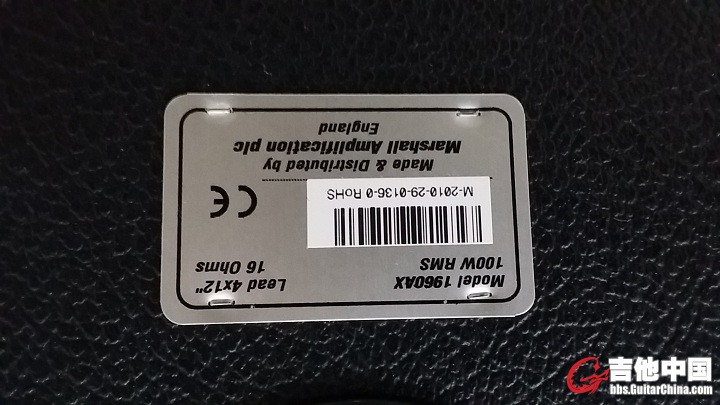 Model 1960AX
100W RMS
Lead 4x12"
16 Ohms
M-2010-29-0136-0 RoHS
CE
Made & Distributed by
Marshall Amplification plc
England
吉他中国
bbs.GuitarChina.com